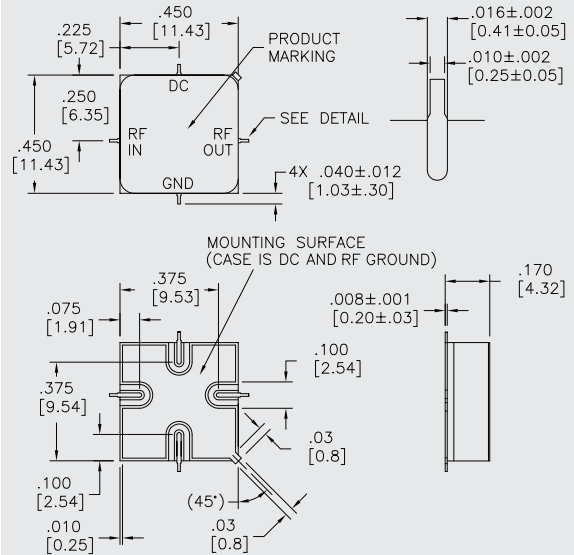 .450
[11.43]
.225
[5.72]
PRODUCT
MARKING
.016±.002
[0.41±0.05]
.010±.002
[0.25±0.05]
DC
.250
[6.35]
.450
[11.43]
RF
IN
RF
OUT
SEE DETAIL
GND
4X .040±.012
[1.03±.30]
MOUNTING SURFACE
(CASE IS DC AND RF GROUND)
.375
[9.53]
.075
[1.91]
.170
[4.32]
.008±.001
[0.20±.03]
.100
[2.54]
.375
[9.54]
.03
[0.8]
.100
[2.54]
(45°)
.010
[0.25]
.03
[0.8]